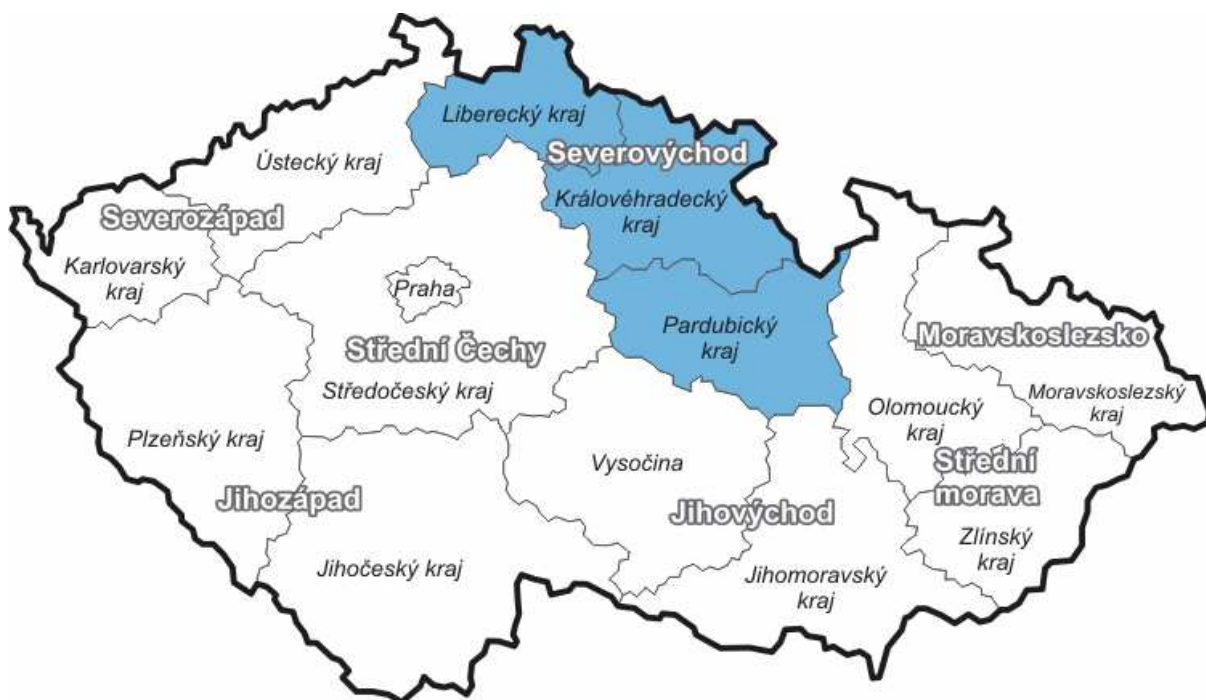 Liberecký kraj
Severovýchod
Ústecký kraj
Královéhradecký
kraj
Severozápad
Karlovarský
kraj
Praha
Pardubický
kraj
Střední Čechy
Moravskoslezsko
Středočeský kraj
Moravskoslezský
kraj
Olomoucký
kraj
Plzeňský kraj
Vysočina
Střední
morava
Jihozápad
Jihovýchod
Zlínský
kraj
Jihočeský kraj
Jihomoravský
kraj